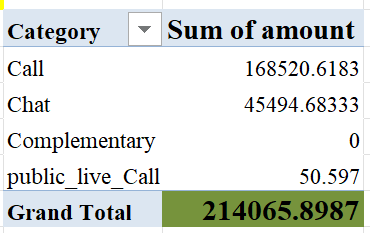 Category Sum of amount
Call 168520.6183
Chat 45494.68333
Complementary 0
public_live_Call 50.597
Grand Total 214065.8987